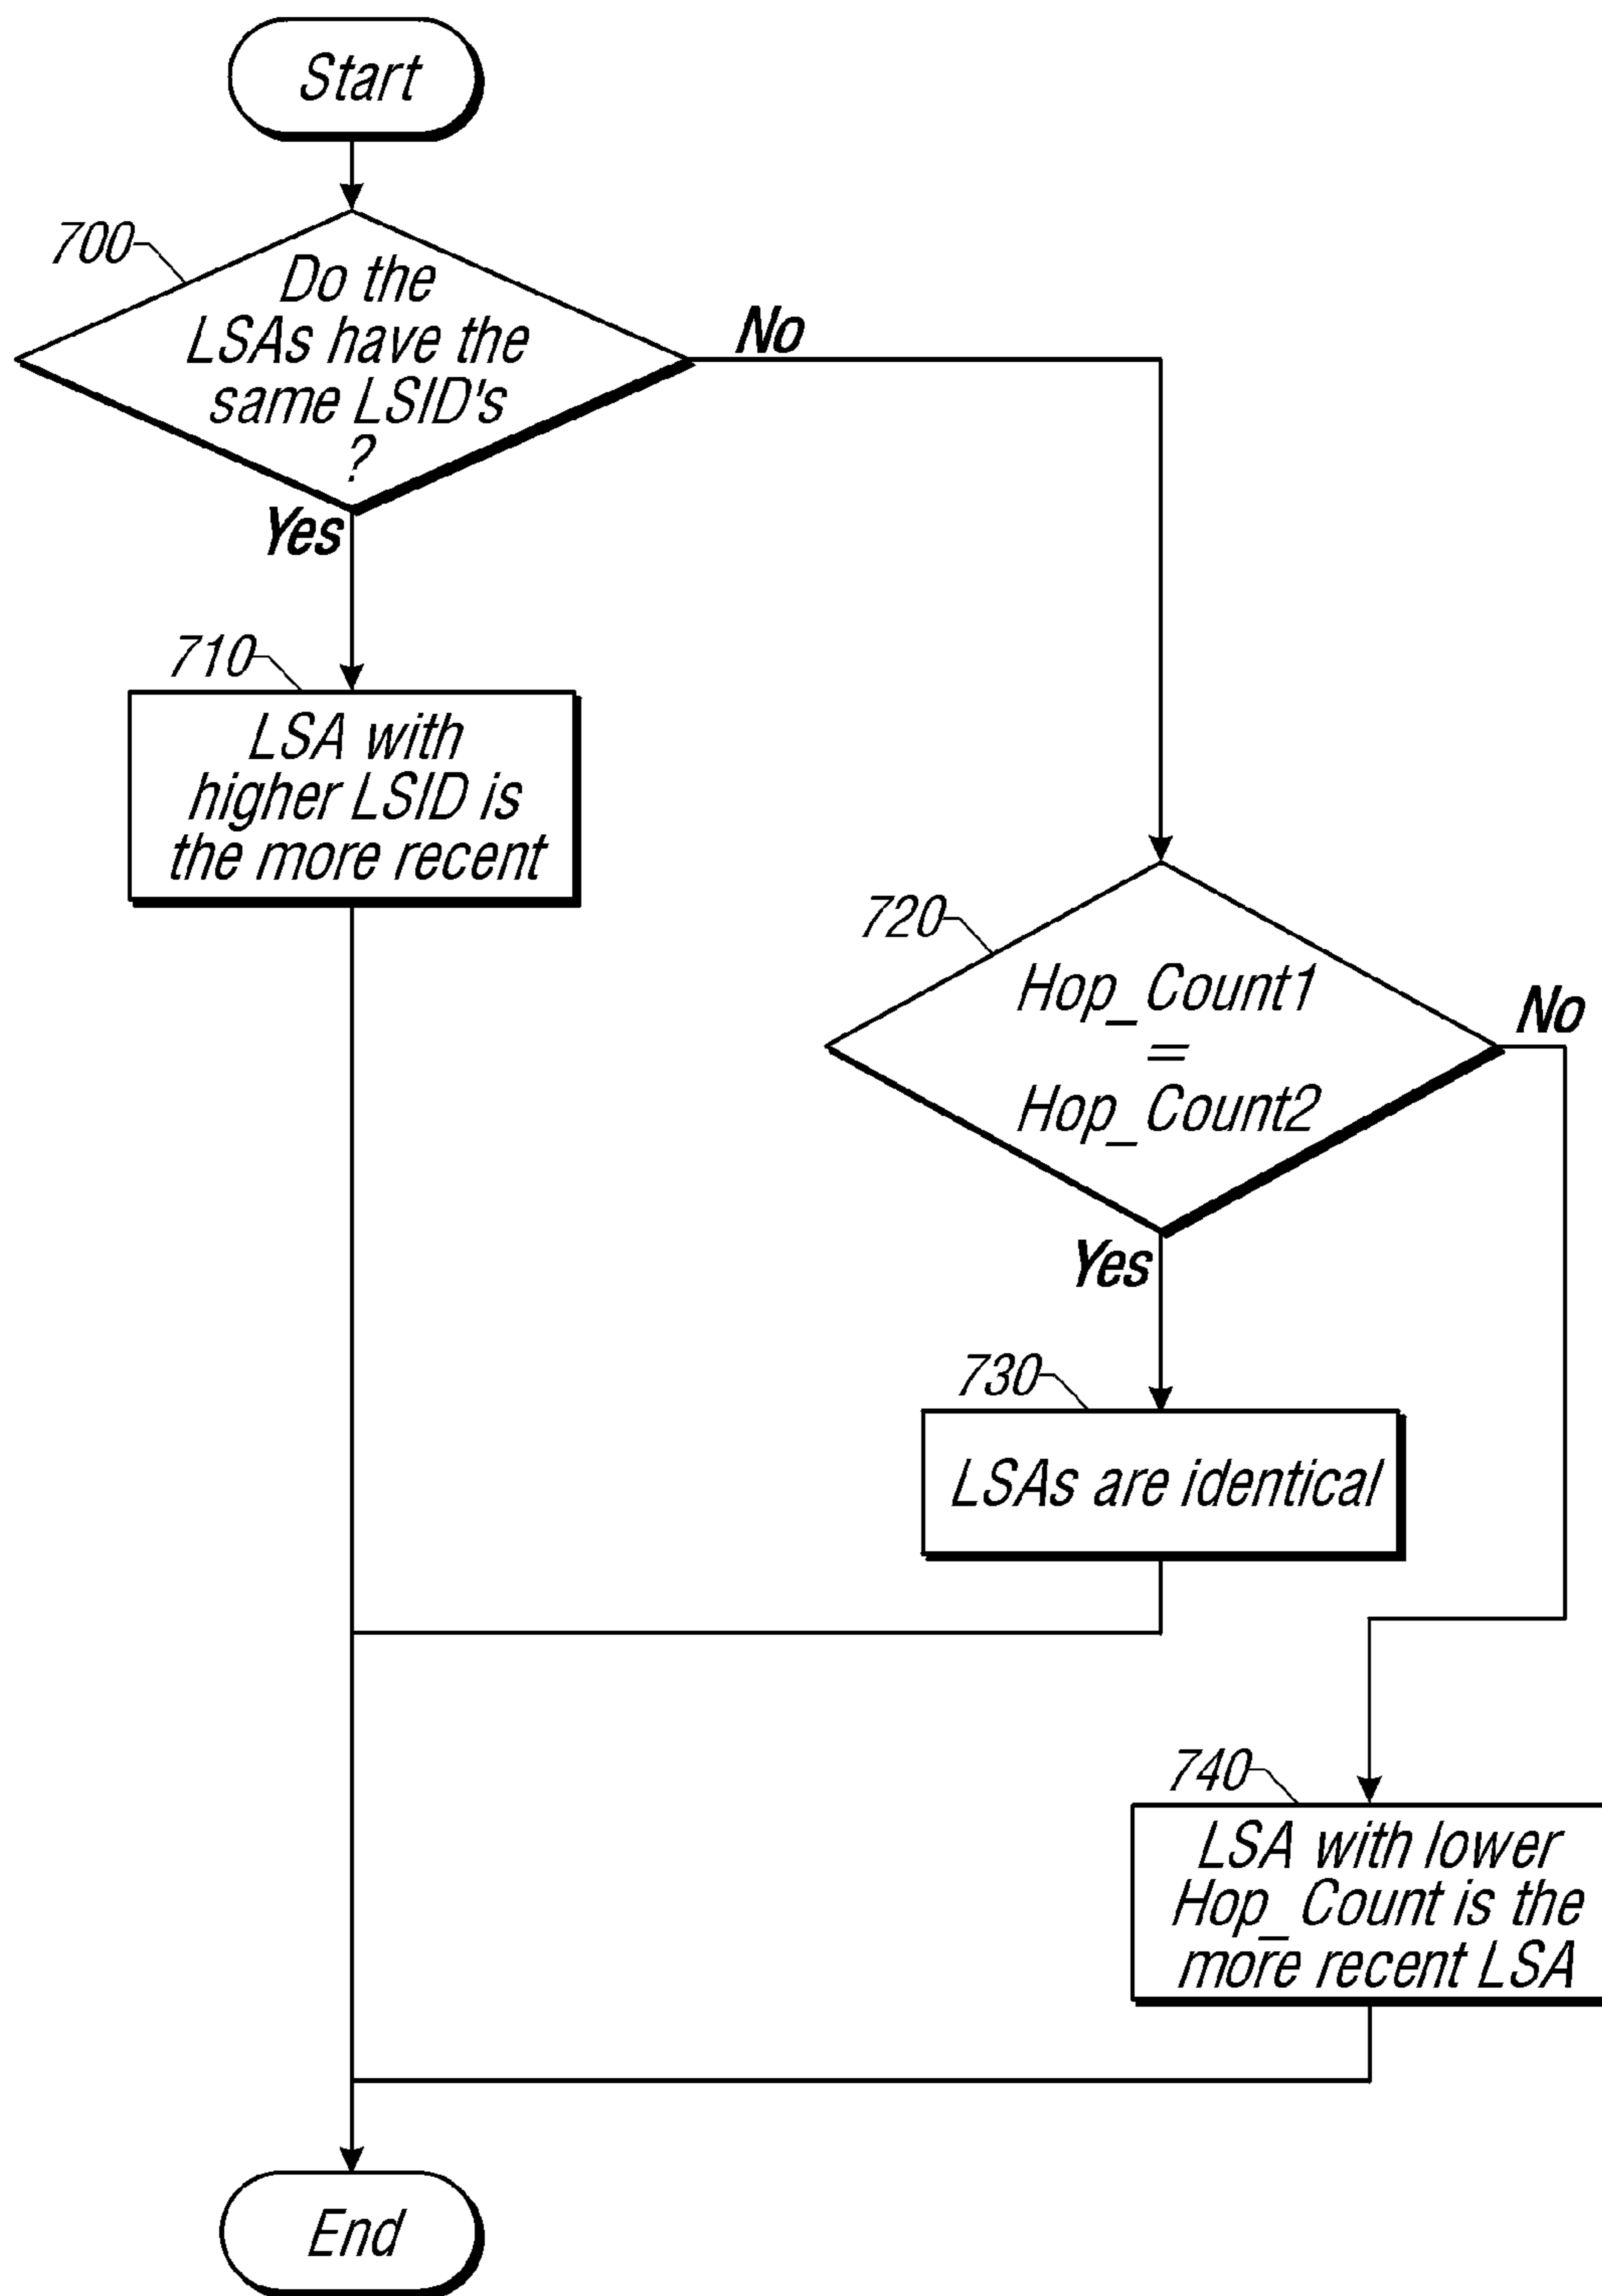 Start
700
Do the
LSAs have the
same LSID's
?
No
Yes
710
LSA with
higher LSID is
the more recent
720
Hop_Count1
=
Hop_Count2
No
Yes
730
LSAs are identical
740
LSA with lower
Hop_Count is the
more recent LSA
End